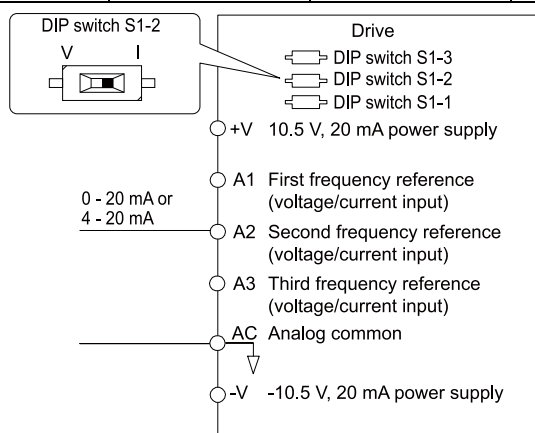 DIP switch S1-2
V I
Drive
DIP switch S1-3
DIP switch S1-2
DIP switch S1-1
+V 10.5 V, 20 mA power supply
A1 First frequency reference
(voltage/current input)
0 - 20 mA or
4 - 20 mA
A2 Second frequency reference
(voltage/current input)
A3 Third frequency reference
(voltage/current input)
AC Analog common
-V -10.5 V, 20 mA power supply